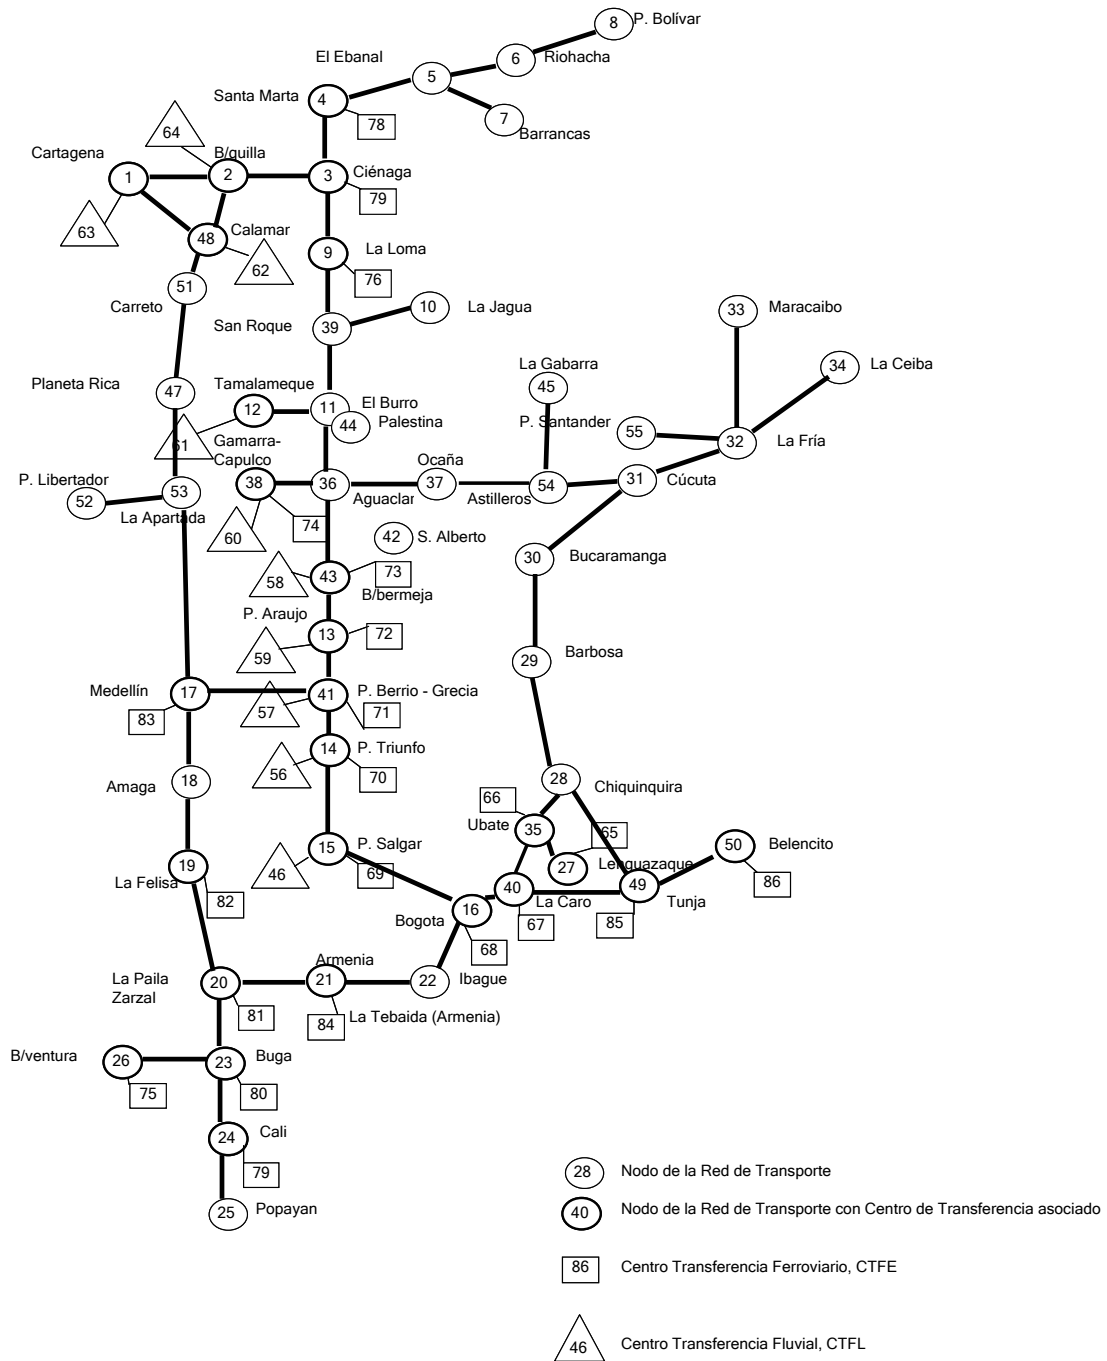 8 P. Bolívar
El Ebanal
6 Riohacha
5
Santa Marta 4
78
7
Barrancas
64
B/quilla
Cartagena
1
2
3 Ciénaga
79
63
48 Calamar
62
9 La Loma
76
51
Carreto
San Roque 39
10 La Jagua
33 Maracaibo
34 La Ceiba
La Gabarra
45
Planeta Rica
47
Tamalameque
12
11 El Burro
44 Palestina
61
Gamarra-
Capulco
P. Santander
55
32 La Fría
P. Libertador
52
53
La Apartada
38
36
Aguaclar
Ocaña
37
Astilleros
54
31 Cúcuta
60
74
42 S. Alberto
30 Bucaramanga
58
43
73
B/bermeja
P. Araujo
13
72
59
29 Barbosa
Medellín 17
83
57
41 P. Berrio - Grecia
71
14 P. Triunfo
56
70
Amaga 18
28 Chiquinquira
66
Ubate 35
65
27 Lenguazaque
50 Belencito
86
15 P. Salgar
46
69
19
La Felisa
82
16
Bogota
68
40 La Caro
67
49 Tunja
85
La Paila
Zarzal
20
81
Armenia
21
84
La Tebaida (Armenia)
22 Ibague
B/ventura 26
75
23 Buga
80
24 Cali
79
25 Popayan
28 Nodo de la Red de Transporte
40 Nodo de la Red de Transporte con Centro de Transferencia asociado
86 Centro Transferencia Ferroviario, CTFE
46 Centro Transferencia Fluvial, CTFL